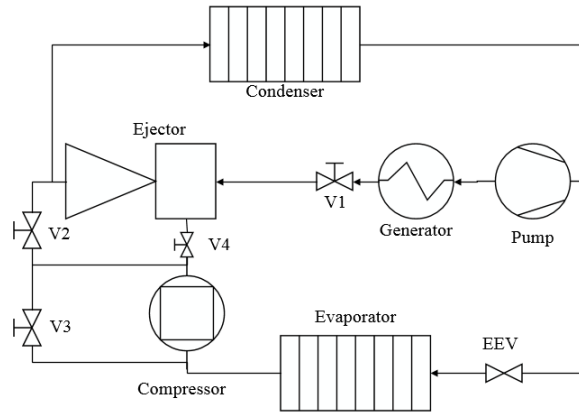 Condenser
Ejector
V1
Generator
Pump
V2
V4
V3
Evaporator
EEV
Compressor